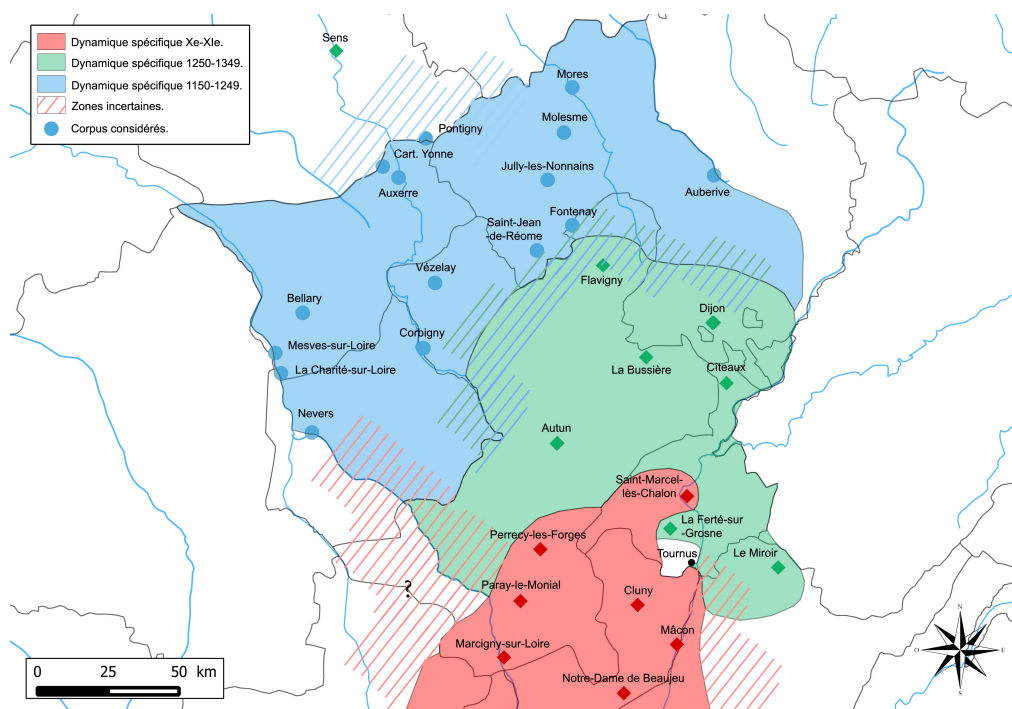 Dynamique spécifique Xe-XIe.
Dynamique spécifique 1250-1349.
Dynamique spécifique 1150-1249.
Zones incertaines.
Corpus considérés.
Sens
Mores
Pontigny
Molesme
Cart. Yonne
Jully-les-Nonnains
Auxerre
Auberive
Fontenay
Saint-Jean
-de-Réome
Vézelay
Flavigny
Bellary
Dijon
Corbigny
Mesves-sur-Loire
La Charité-sur-Loire
La Bussière
Cîteaux
Nevers
Autun
Saint-Marcel-
lès-Chalon
La Ferté-sur
-Grosne
Perrecy-les-Forges
Tournus
Le Miroir
?
Paray-le-Monial
Cluny
Mâcon
Marcigny-sur-Loire
Notre-Dame de Beaujeu
N
O
E
S
0 25 50 km